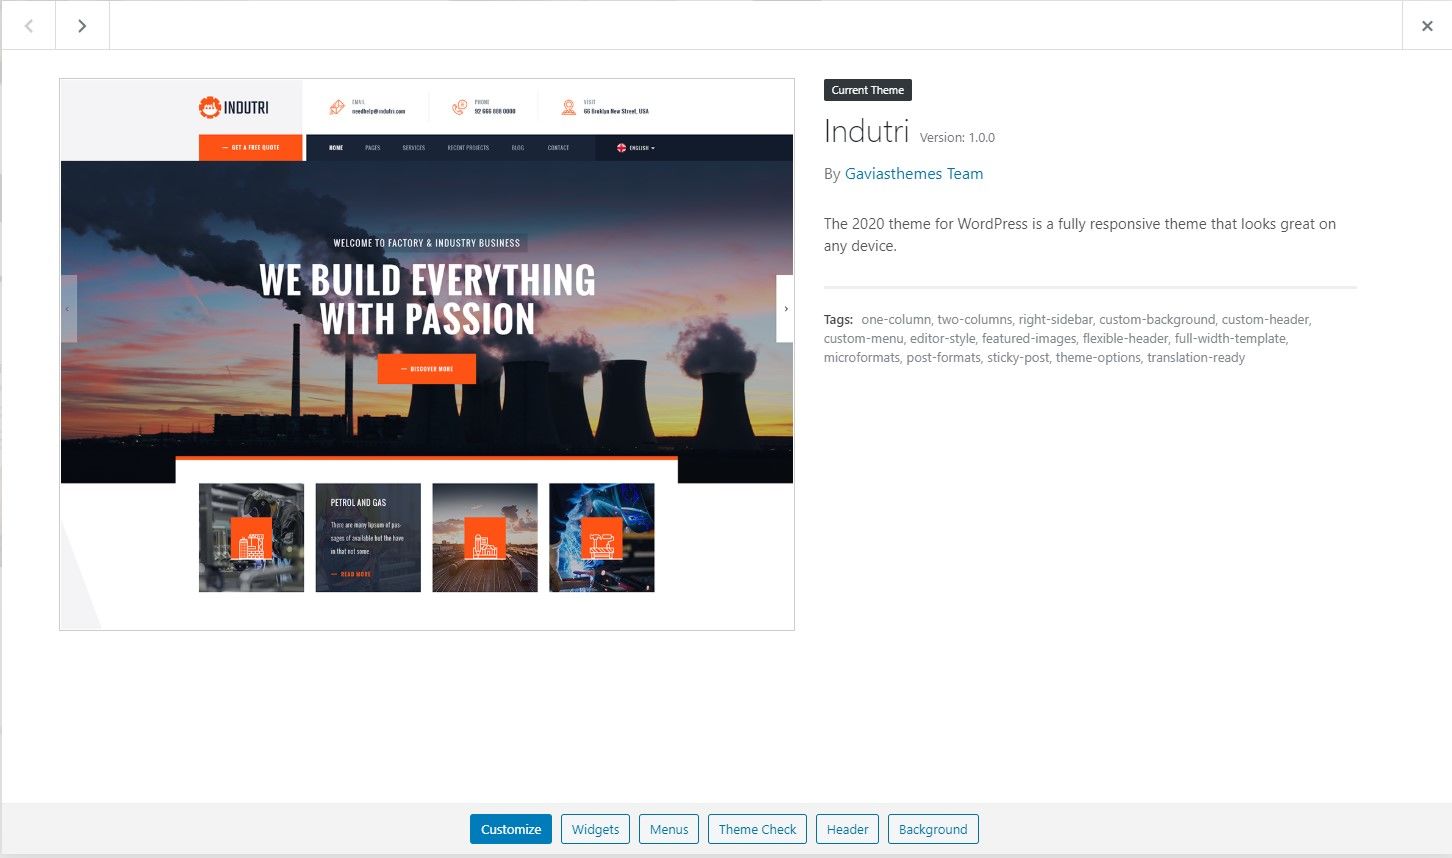 INDUTRI
EMAIL
needhelp@indutri.com
PHONE
92 666 888 0000
VISIT
66 Broklyn New Street, USA
GET A FREE QUOTE
HOME
PAGES
SERVICES
RECENT PROJECTS
BLOG
CONTACT
ENGLISH
WELCOME TO FACTORY & INDUSTRY BUSINESS
WE BUILD EVERYTHING
WITH PASSION
DISCOVER MORE
PETROL AND GAS
There are many lipsum of pas-
sages of available but the have
in that not some
READ MORE
Current Theme
Indutri Version: 1.0.0
By Gaviasthemes Team
The 2020 theme for WordPress is a fully responsive theme that looks great on
any device.
Tags: one-column, two-columns, right-sidebar, custom-background, custom-header,
custom-menu, editor-style, featured-images, flexible-header, full-width-template,
microformats, post-formats, sticky-post, theme-options, translation-ready
Customize
Widgets
Menus
Theme Check
Header
Background